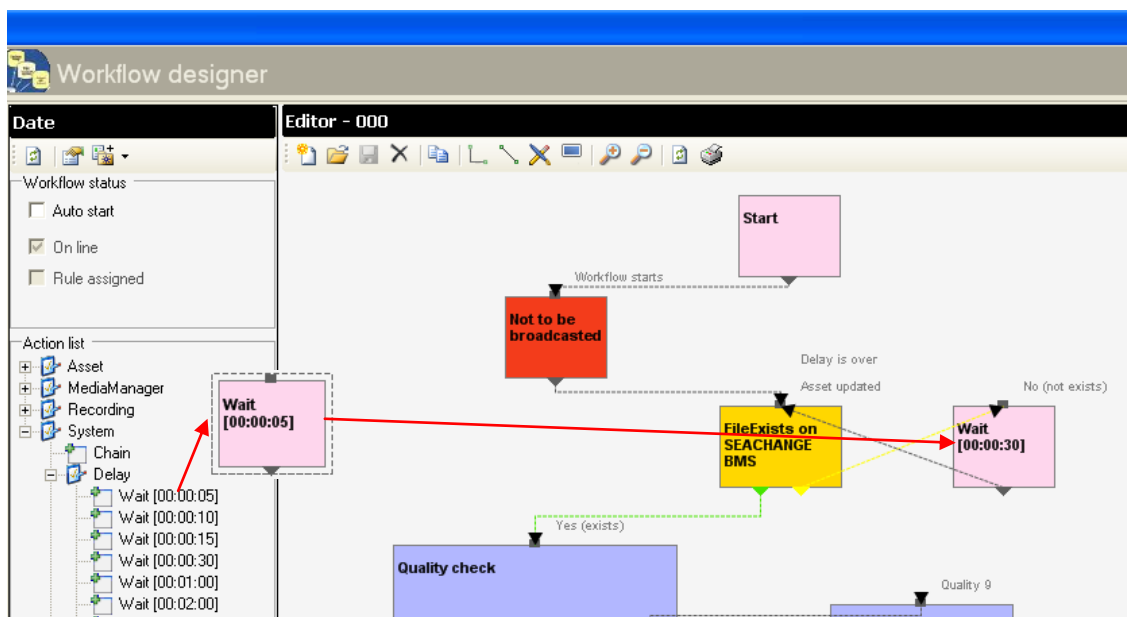 Workflow designer
Date
Editor - 000
Workflow status
Auto start
On line
Rule assigned
Action list
Asset
MediaManager
Recording
System
Chain
Delay
Wait [00:00:05]
Wait [00:00:10]
Wait [00:00:15]
Wait [00:00:30]
Wait [00:01:00]
Wait [00:02:00]
Wait
[00:00:05]
Start
Workflow starts
Not to be
broadcasted
Delay is over
Asset updated
No (not exists)
FileExists on
SEACHANGE
BMS
Wait
[00:00:30]
Yes (exists)
Quality check
Quality 9